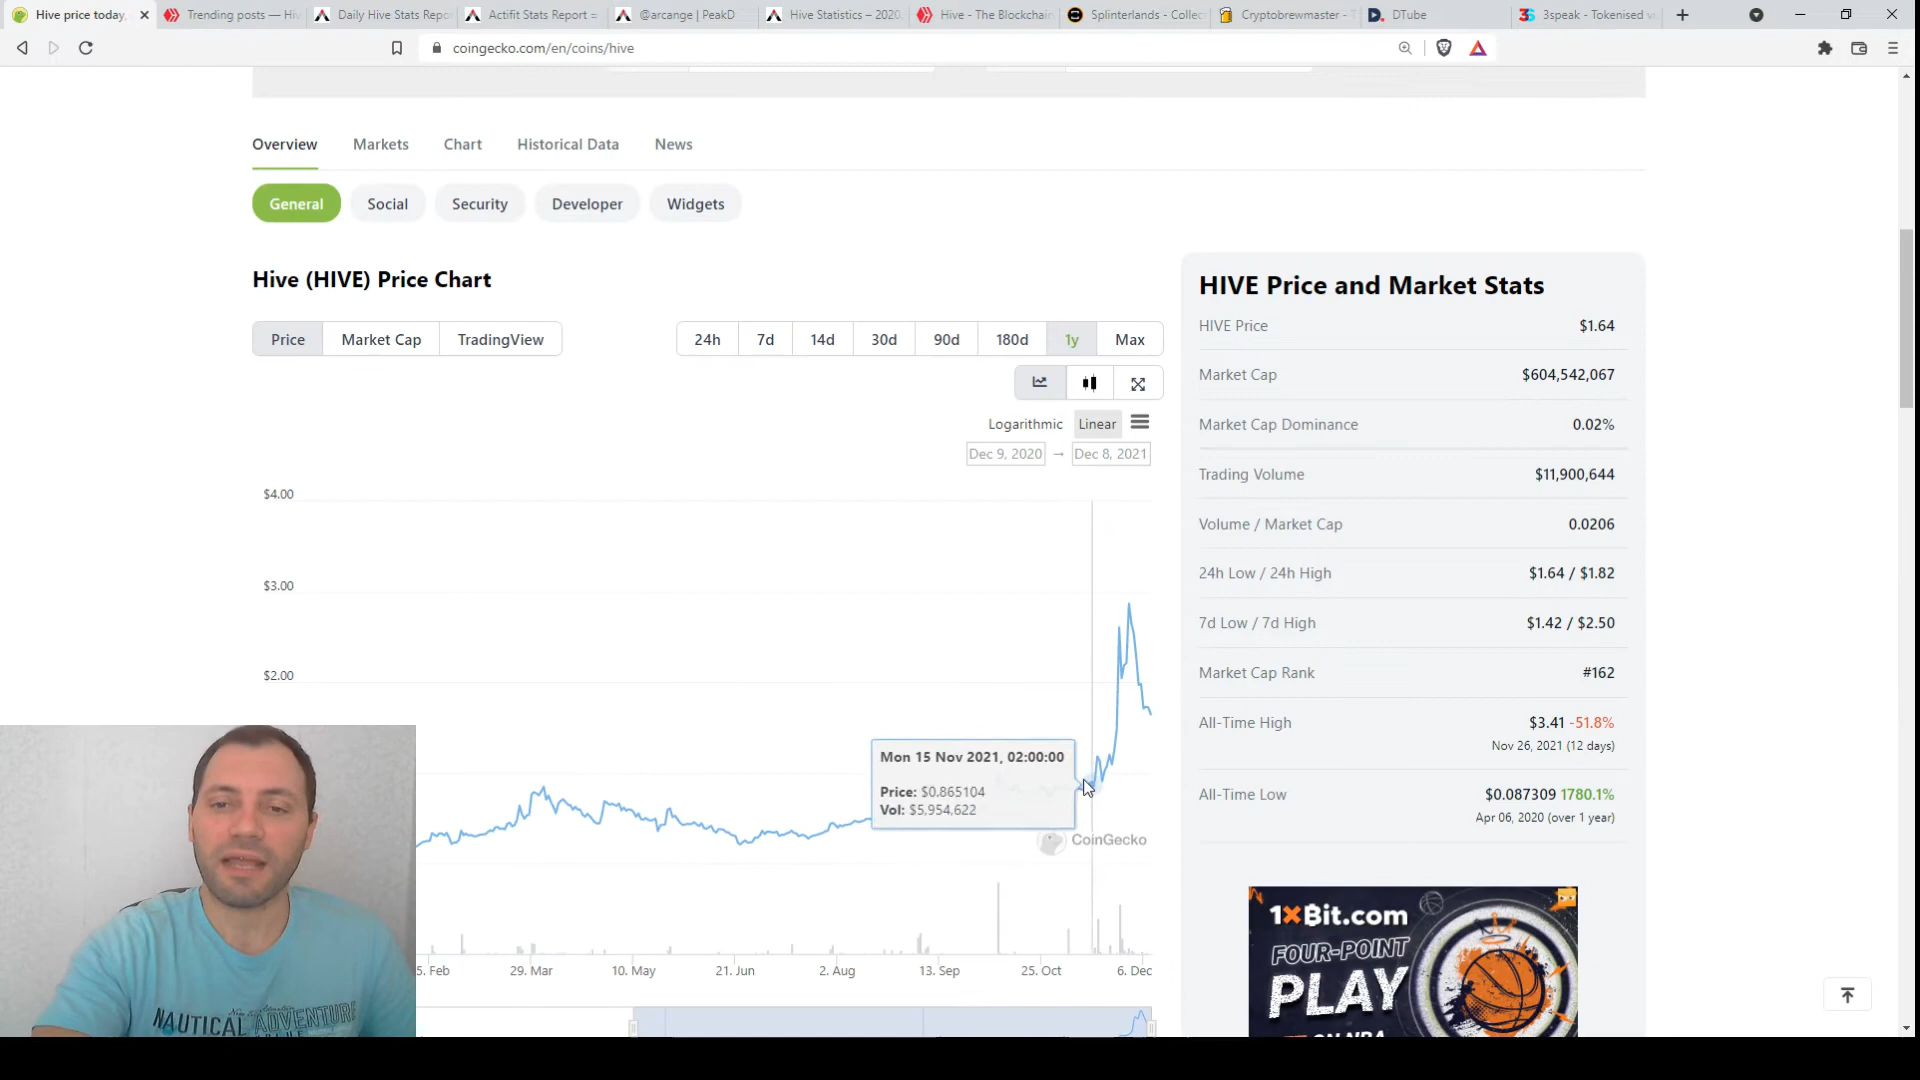 Hive price today,
Trending posts — Hiv
Daily Hive Stats Repo
Actifit Stats Report =
@arcange | PeakD
Hive Statistics – 2020
Hive - The Blockchain
Splinterlands - Collec
Cryptobrewmaster -
DTube
3speak - Tokenised v
coingecko.com/en/coins/hive
Overview
Markets
Chart
Historical Data
News
General
Social
Security
Developer
Widgets
Hive (HIVE) Price Chart
Price
Market Cap
TradingView
24h
7d
14d
30d
90d
180d
1y
Max
Logarithmic
Linear
Dec 9, 2020 → Dec 8, 2021
$4.00
$3.00
$2.00
Mon 15 Nov 2021, 02:00:00
Price: $0.865104
Vol: $5,954,622
CoinGecko
5. Feb
29. Mar
10. May
21. Jun
2. Aug
13. Sep
25. Oct
6. Dec
HIVE Price and Market Stats
HIVE Price $1.64
Market Cap $604,542,067
Market Cap Dominance 0.02%
Trading Volume $11,900,644
Volume / Market Cap 0.0206
24h Low / 24h High $1.64 / $1.82
7d Low / 7d High $1.42 / $2.50
Market Cap Rank #162
All-Time High $3.41 -51.8%
Nov 26, 2021 (12 days)
All-Time Low $0.087309 1780.1%
Apr 06, 2020 (over 1 year)
1XBit.com
FOUR-POINT
PLAY
ON NBA
NAUTICAL ADVENTURE